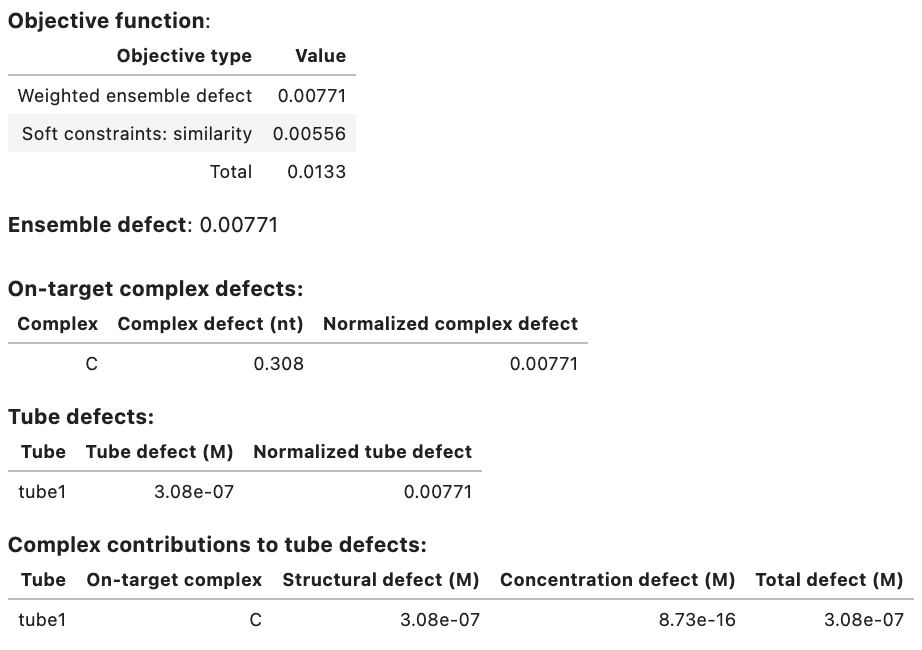 Objective function:
Objective type Value
Weighted ensemble defect 0.00771
Soft constraints: similarity 0.00556
Total 0.0133
Ensemble defect: 0.00771
On-target complex defects:
Complex Complex defect (nt) Normalized complex defect
C 0.308 0.00771
Tube defects:
Tube Tube defect (M) Normalized tube defect
tube1 3.08e-07 0.00771
Complex contributions to tube defects:
Tube On-target complex Structural defect (M) Concentration defect (M) Total defect (M)
tube1 C 3.08e-07 8.73e-16 3.08e-07